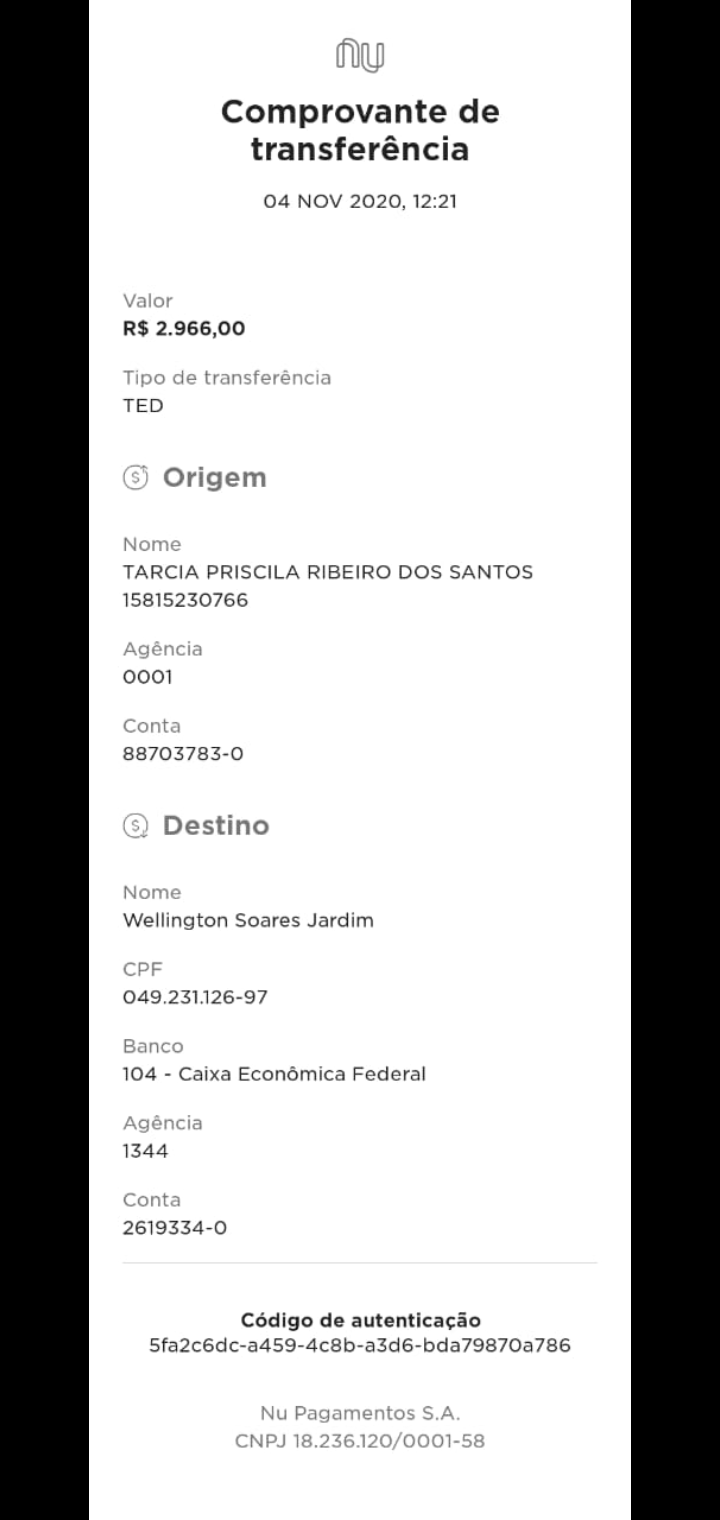 nu
Comprovante de
transferência
04 NOV 2020, 12:21
Valor
R$ 2.966,00
Tipo de transferência
TED
Origem
Nome
TARCIA PRISCILA RIBEIRO DOS SANTOS
15815230766
Agência
0001
Conta
88703783-0
Destino
Nome
Wellington Soares Jardim
CPF
049.231.126-97
Banco
104 - Caixa Econômica Federal
Agência
1344
Conta
2619334-0
Código de autenticação
5fa2c6dc-a459-4c8b-a3d6-bda79870a786
Nu Pagamentos S.A.
CNPJ 18.236.120/0001-58